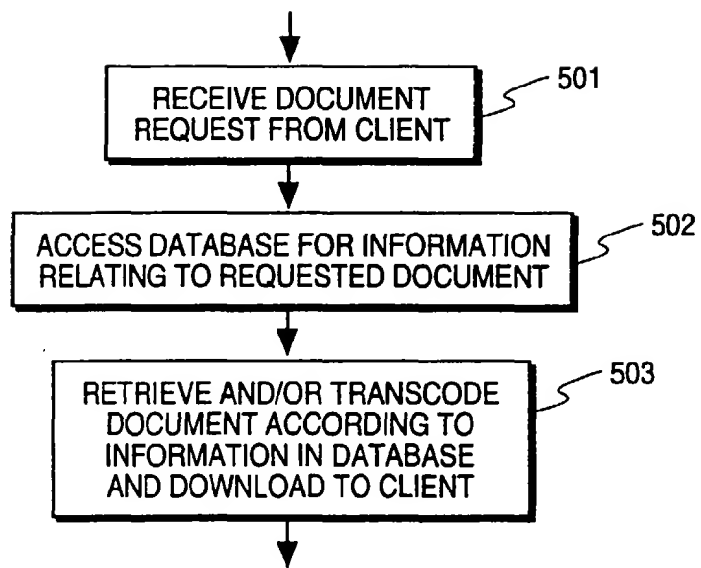 RECEIVE DOCUMENT
REQUEST FROM CLIENT
501
ACCESS DATABASE FOR INFORMATION
RELATING TO REQUESTED DOCUMENT
502
RETRIEVE AND/OR TRANSCODE
DOCUMENT ACCORDING TO
INFORMATION IN DATABASE
AND DOWNLOAD TO CLIENT
503